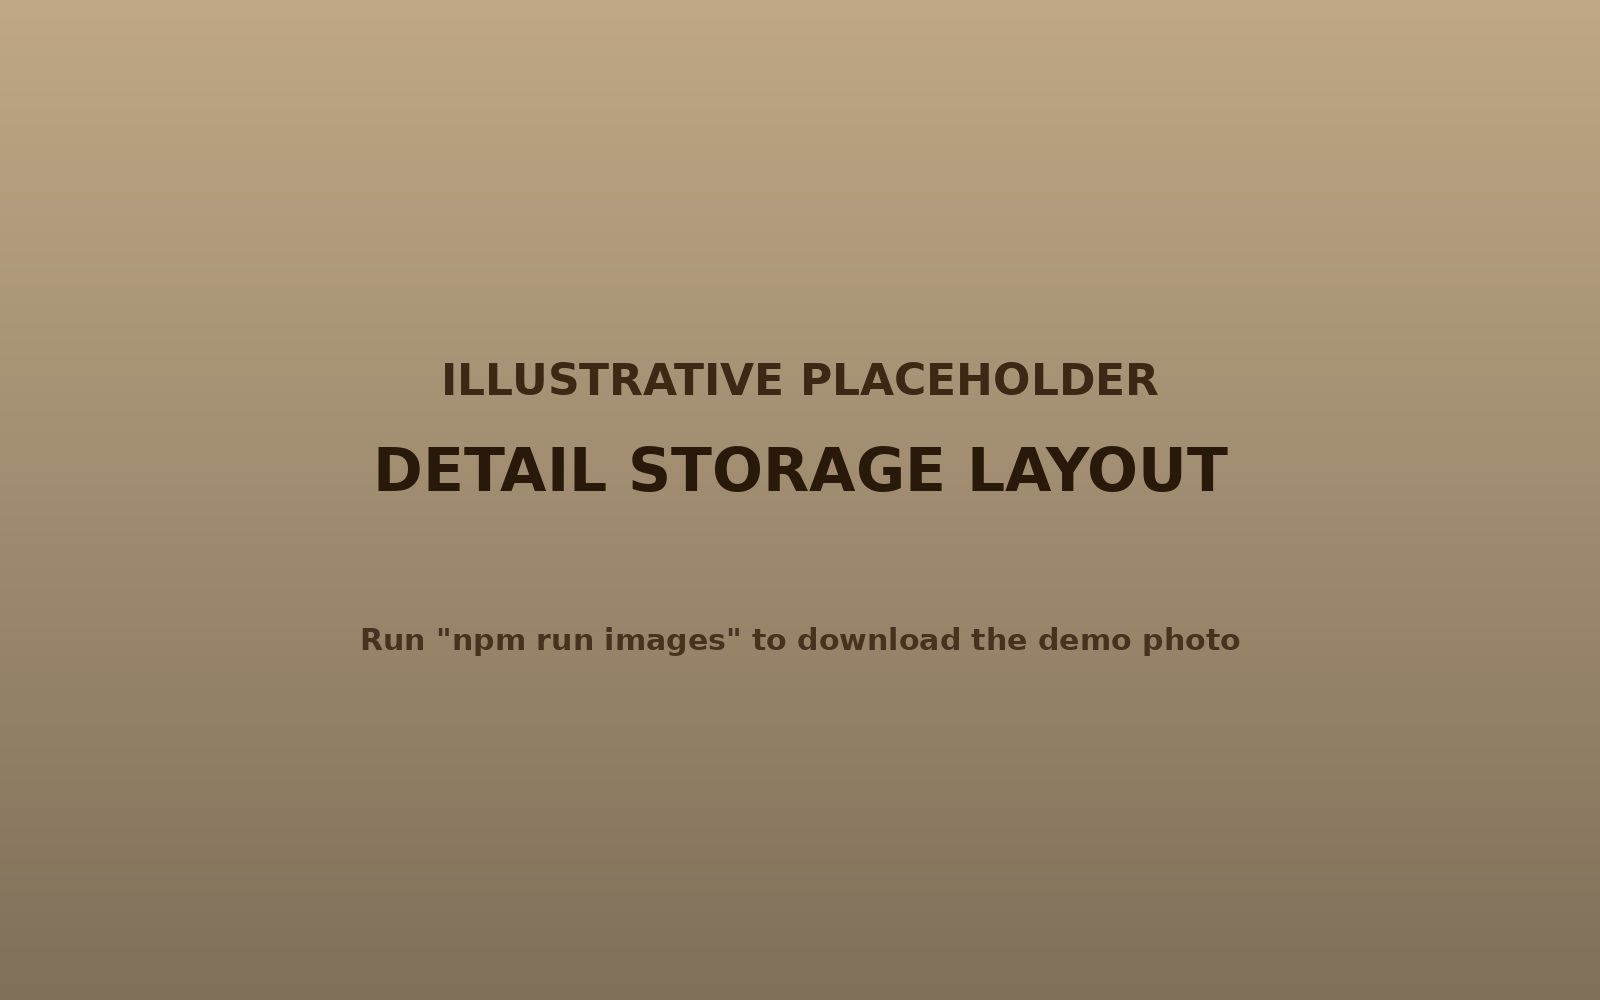 ILLUSTRATIVE PLACEHOLDER
DETAIL STORAGE LAYOUT
Run "npm run images" to download the demo photo